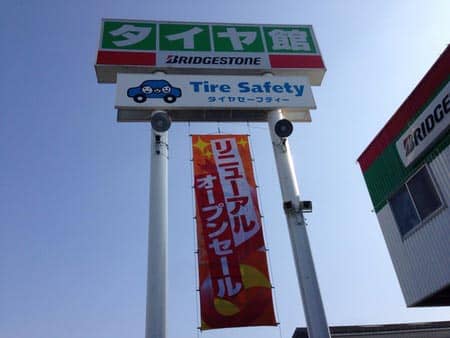 タイヤ館
BRIDGESTONE
Tire Safety
タイヤセーフティー
リニューアル
オープンセール
BRIDGE